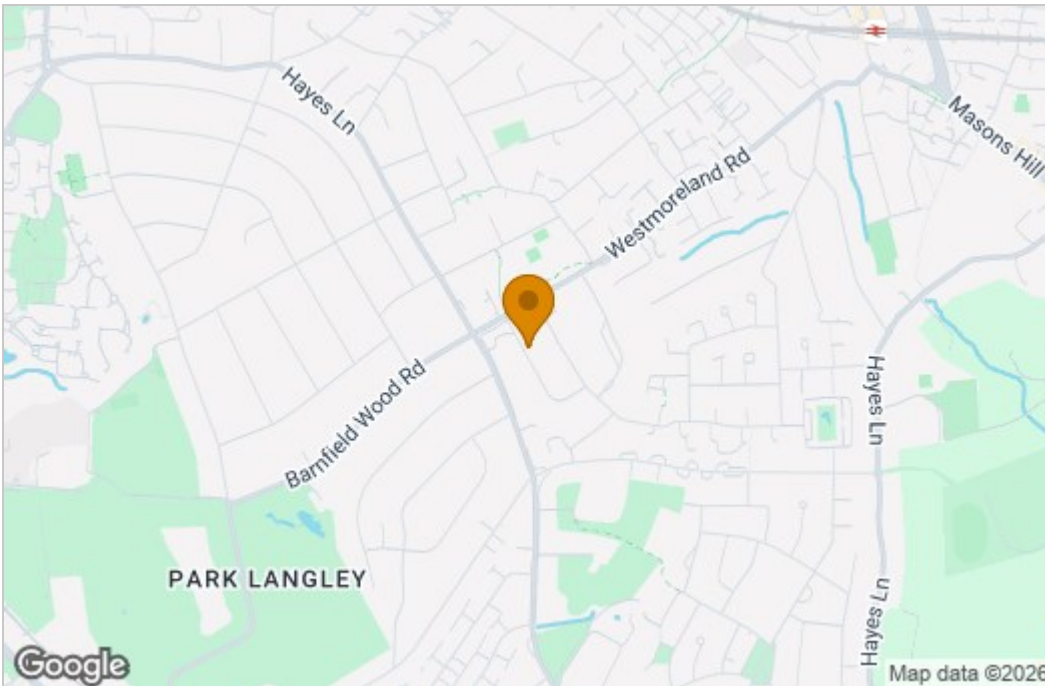 Hayes Ln
Masons Hill
Westmoreland Rd
Barnfield Wood Rd
Hayes Ln
PARK LANGLEY
Hayes Ln
Google
Map data ©2026